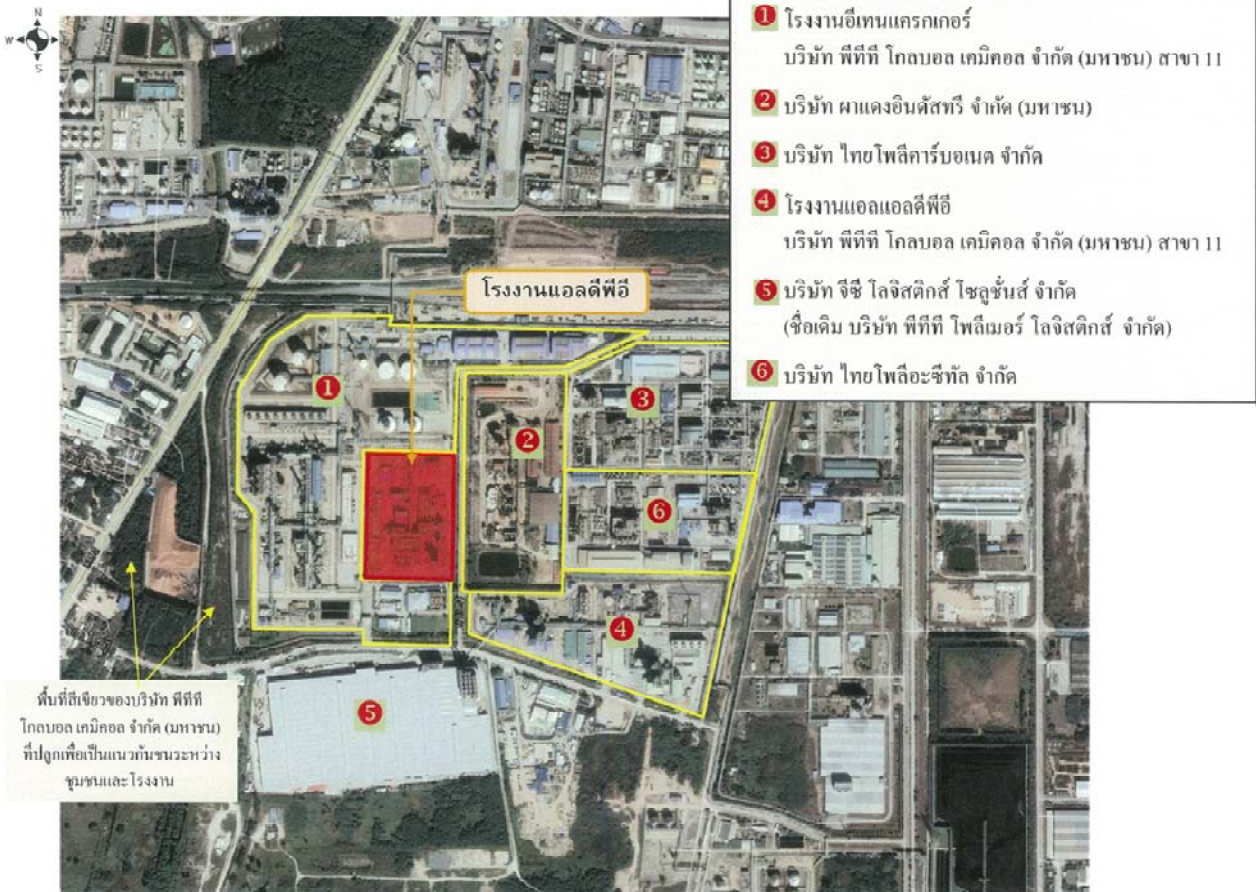 N
W
E
S
1 โรงงานอีเทนแครกเกอร์
บริษัท พีทีที โกลบอล เคมิคอล จำกัด (มหาชน) สาขา 11
2 บริษัท ผาแดงอินดัสทรี จำกัด (มหาชน)
3 บริษัท ไทยโพลีคาร์บอเนต จำกัด
4 โรงงานแอลแอลดีพีอี
บริษัท พีทีที โกลบอล เคมิคอล จำกัด (มหาชน) สาขา 11
5 บริษัท จีซี โลจิสติกส์ โซลูชั่นส์ จำกัด
(ชื่อเดิม บริษัท พีทีที โพลีเมอร์ โลจิสติกส์ จำกัด)
6 บริษัท ไทยโพลีอะซีทัล จำกัด
โรงงานแอลดีพีอี
1
2
3
6
4
5
พื้นที่สีเขียวของบริษัท พีทีที
โกลบอล เคมิคอล จำกัด (มหาชน)
ที่ปลูกเพื่อเป็นแนวกันชนระหว่าง
ชุมชนและโรงงาน